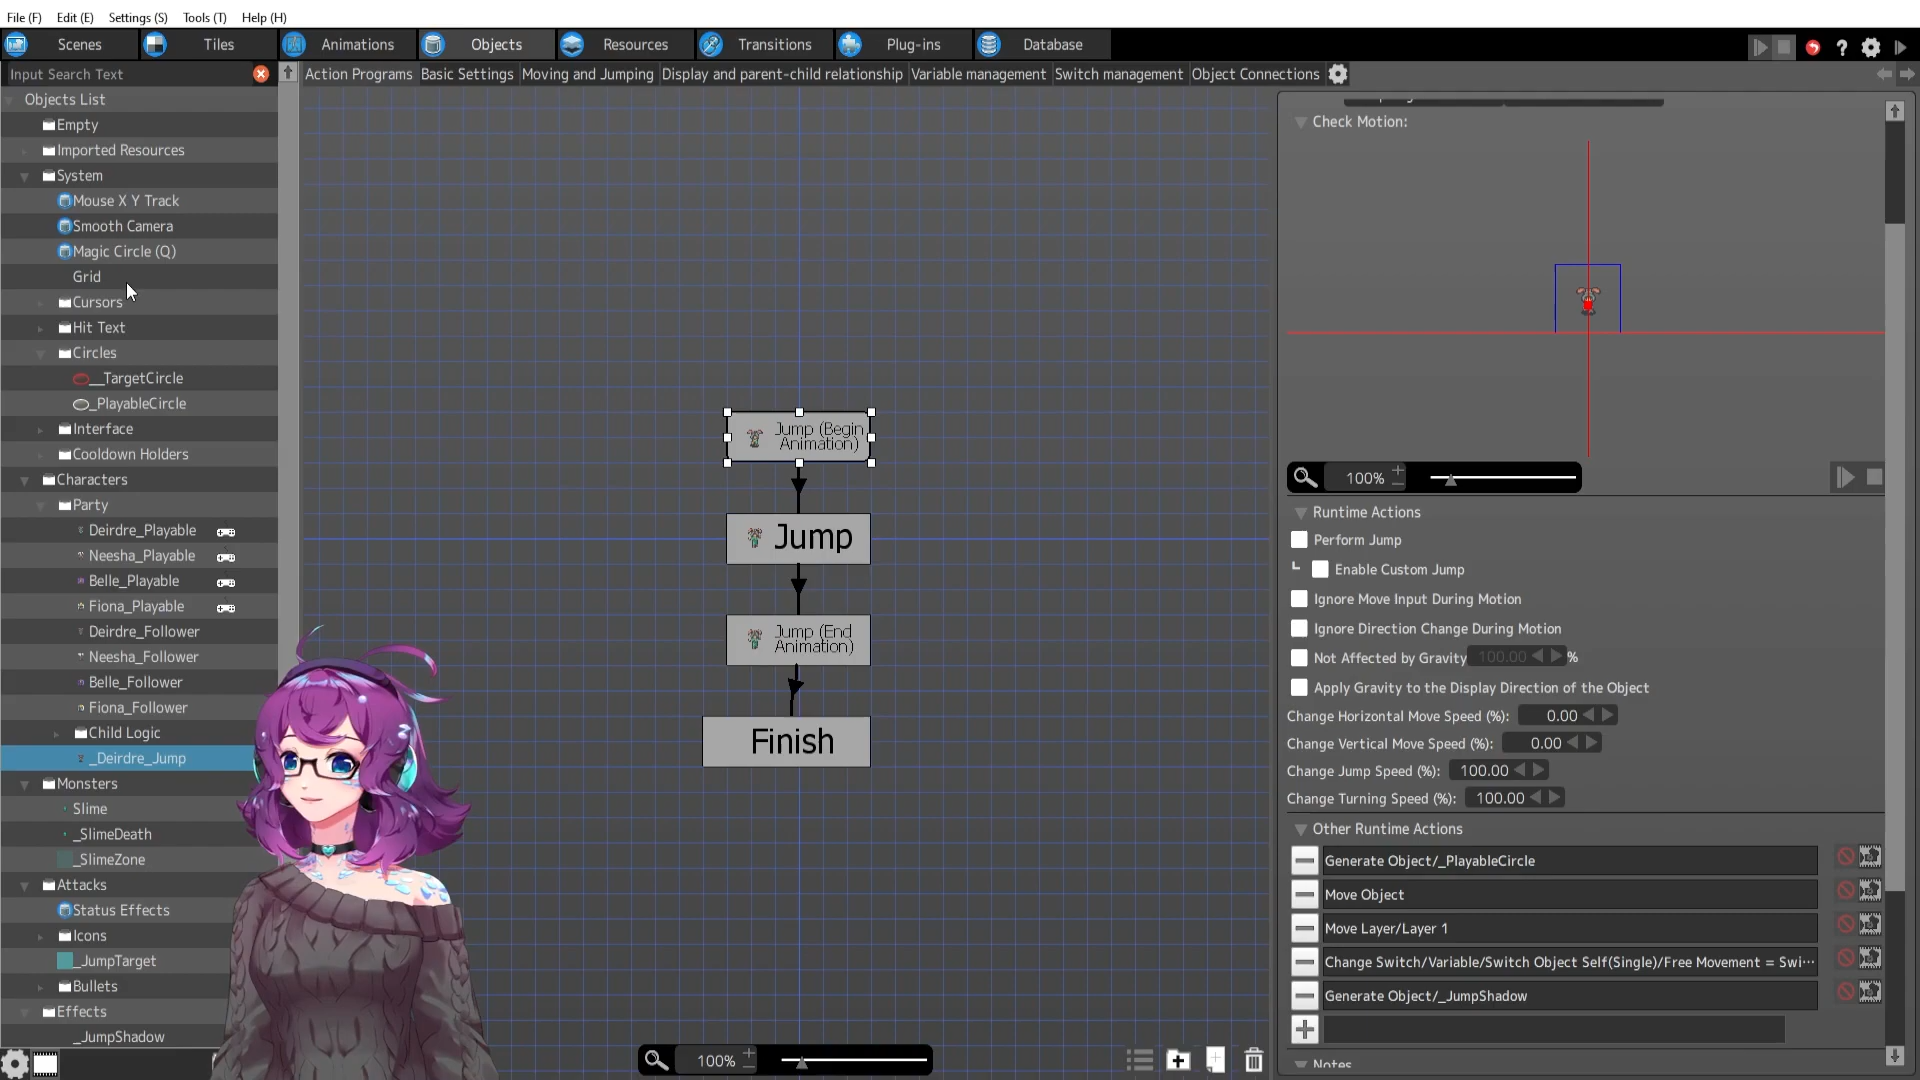 File (F) Edit (E) Settings (S) Tools (T) Help (H)
Scenes Tiles Animations Objects Resources Transitions Plug-ins Database
Input Search Text
Action Programs Basic Settings Moving and Jumping Display and parent-child relationship Variable management Switch management Object Connections
Objects List
Empty
Imported Resources
System
Mouse X Y Track
Smooth Camera
Magic Circle (Q)
Grid
Cursors
Hit Text
Circles
__TargetCircle
_PlayableCircle
Interface
Cooldown Holders
Characters
Party
Deirdre_Playable
Neesha_Playable
Belle_Playable
Fiona_Playable
Deirdre_Follower
Neesha_Follower
Belle_Follower
Fiona_Follower
Child Logic
_Deirdre_Jump
Monsters
Slime
_SlimeDeath
_SlimeZone
Attacks
Status Effects
Icons
_JumpTarget
Bullets
Effects
_JumpShadow
Jump (Begin
Animation)
Jump
Jump (End
Animation)
Finish
100%
Check Motion:
100%
Runtime Actions
Perform Jump
Enable Custom Jump
Ignore Move Input During Motion
Ignore Direction Change During Motion
Not Affected by Gravity 100.00 %
Apply Gravity to the Display Direction of the Object
Change Horizontal Move Speed (%): 0.00
Change Vertical Move Speed (%): 0.00
Change Jump Speed (%): 100.00
Change Turning Speed (%): 100.00
Other Runtime Actions
Generate Object/_PlayableCircle
Move Object
Move Layer/Layer 1
Change Switch/Variable/Switch Object Self(Single)/Free Movement = Swi···
Generate Object/_JumpShadow
Notes